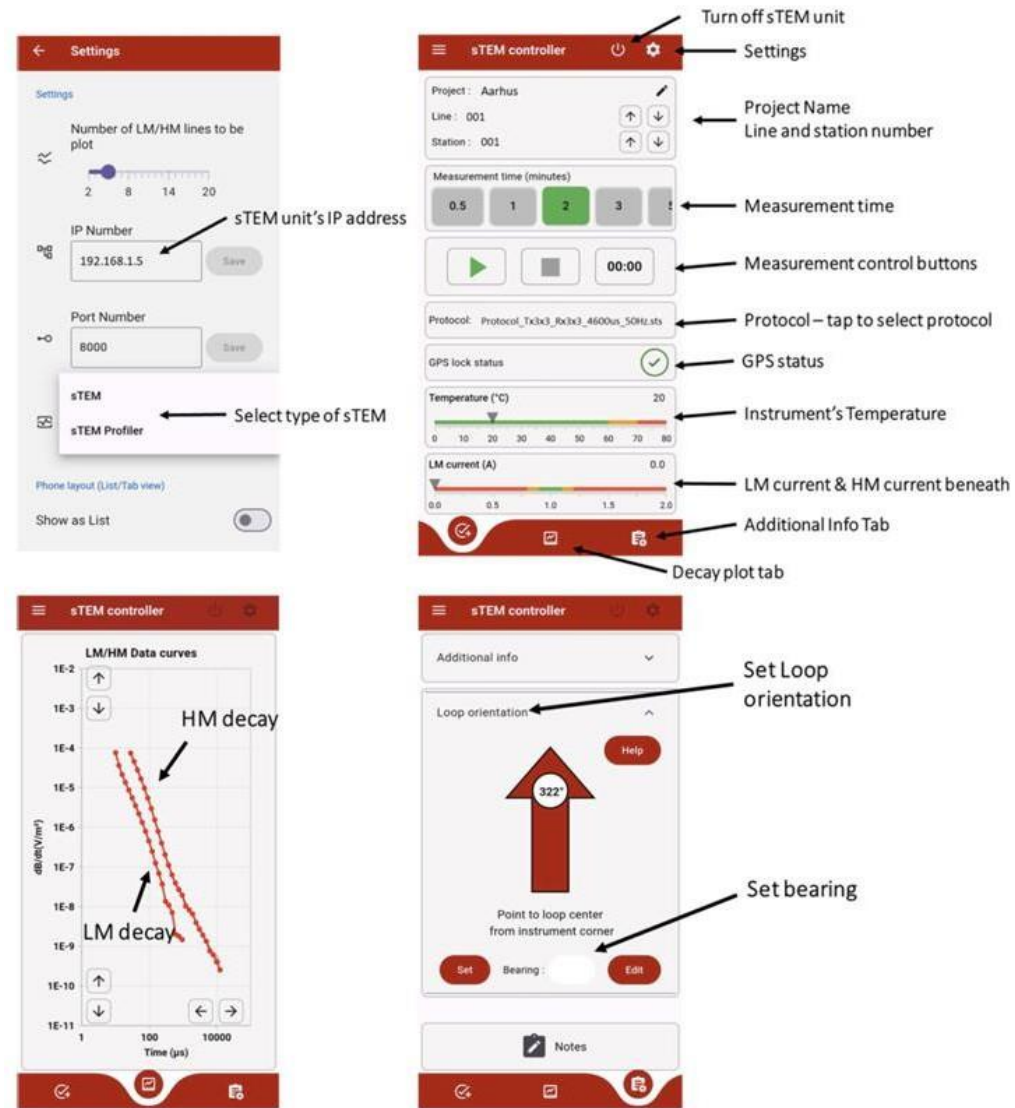 Settings
Settings
Number of LM/HM lines to be
plot
2 8 14 20
IP Number
192.168.1.5 Save
Port Number
8000 Save
sTEM
sTEM Profiler
Phone layout (List/Tab view)
Show as List
sTEM unit's IP address
Select type of sTEM
sTEM controller
Project: Aarhus
Line: 001
Station: 001
Measurement time (minutes)
0.5 1 2 3
00:00
Protocol: Protocol_Tx3x3_Rx3x3_4600us_50Hz.sts
GPS lock status
Temperature (°C) 20
0 10 20 30 40 50 60 70 80
LM current (A) 0.0
0.0 0.5 1.0 1.5 2.0
Turn off sTEM unit
Settings
Project Name
Line and station number
Measurement time
Measurement control buttons
Protocol – tap to select protocol
GPS status
Instrument's Temperature
LM current & HM current beneath
Additional Info Tab
Decay plot tab
sTEM controller
LM/HM Data curves
1E-2
1E-3
1E-4
1E-5
1E-6
1E-7
1E-8
1E-9
1E-10
1E-11
dB/dt(V/m²)
1 100 10000
Time (µs)
HM decay
LM decay
sTEM controller
Additional info
Loop orientation
Help
322°
Point to loop center
from instrument corner
Set Bearing: Edit
Notes
Set Loop
orientation
Set bearing